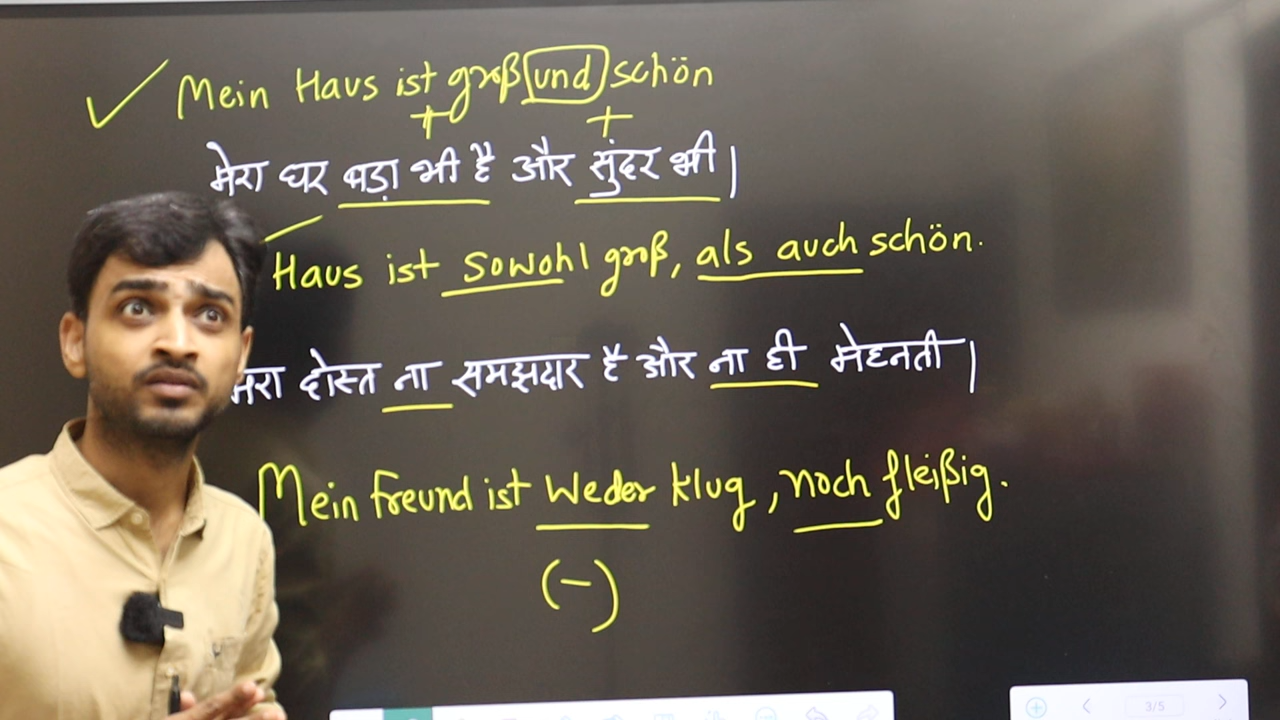 Mein Haus ist groß und schön
मेरा घर बड़ा भी है और सुंदर भी।
Haus ist sowohl groß, als auch schön.
मेरा दोस्त ना समझदार है और ना ही मेहनती।
Mein Freund ist weder klug, noch fleißig.
(-)
3/5